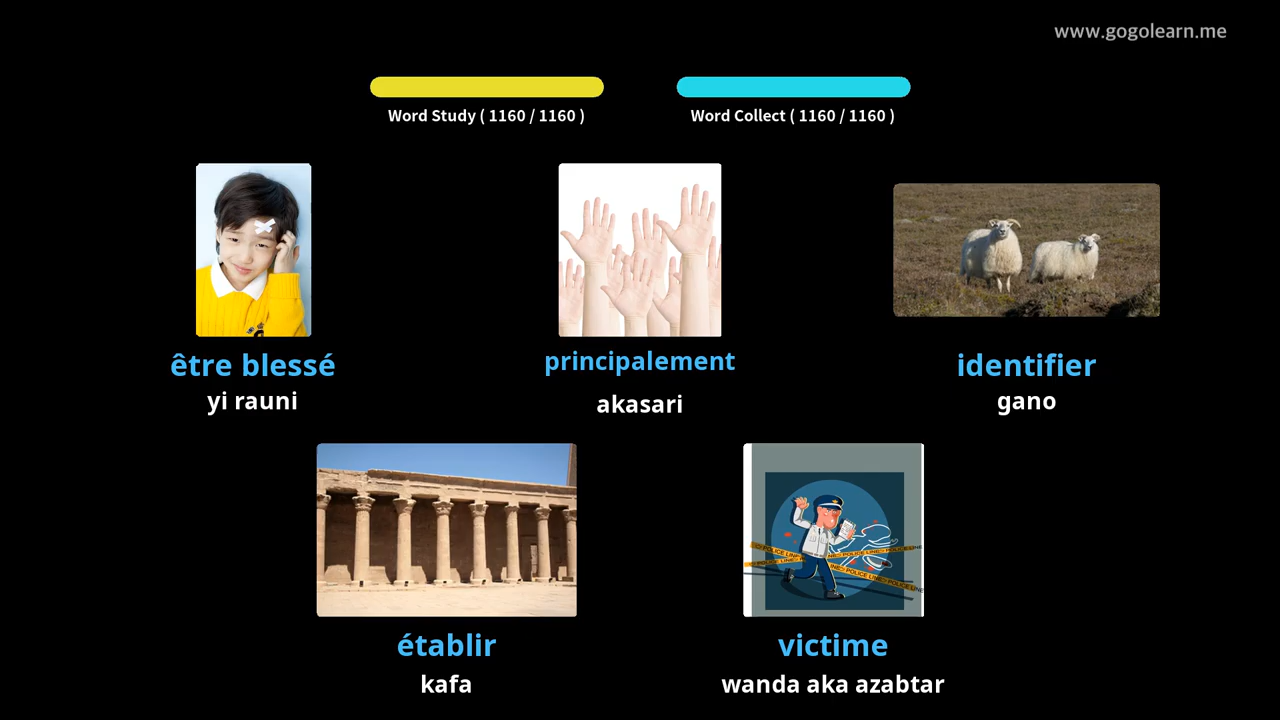 www.gogolearn.me
Word Study ( 1160 / 1160 )
Word Collect ( 1160 / 1160 )
être blessé
yi rauni
principalement
akasari
identifier
gano
établir
kafa
victime
wanda aka azabtar